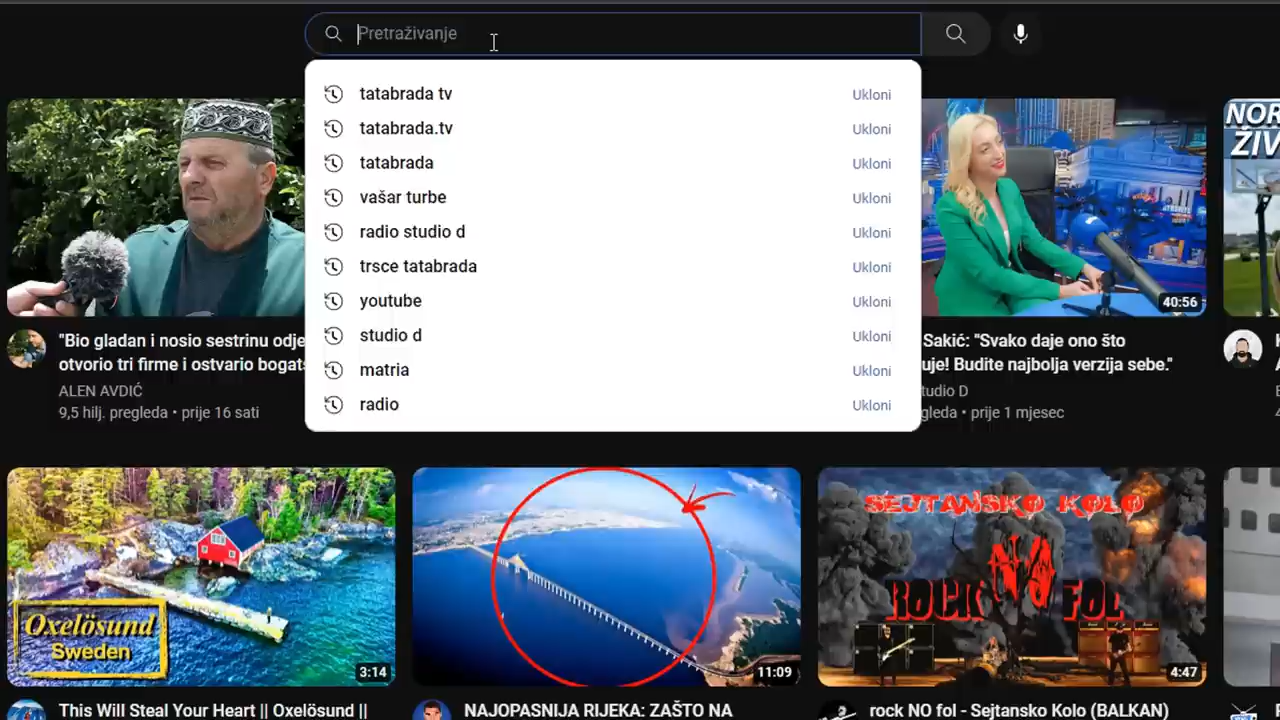 Pretraživanje
tatabrada tv Ukloni
tatabrada.tv Ukloni
tatabrada Ukloni
vašar turbe Ukloni
radio studio d Ukloni
trsce tatabrada Ukloni
youtube Ukloni
studio d Ukloni
matria Ukloni
radio Ukloni
40:56
NOR
ŽIV
"Bio gladan i nosio sestrinu odje
otvorio tri firme i ostvario bogats
ALEN AVDIĆ
9,5 hilj. pregleda • prije 16 sati
Sakić: "Svako daje ono što
uje! Budite najbolja verzija sebe."
tudio D
gleda • prije 1 mjesec
Oxelösund
Sweden
3:14
11:09
SEJTANSKO KOLO
ROCK NO FOL
4:47
This Will Steal Your Heart || Oxelösund ||
NAJOPASNIJA RIJEKA: ZAŠTO NA
rock NO fol - Sejtansko Kolo (BALKAN)